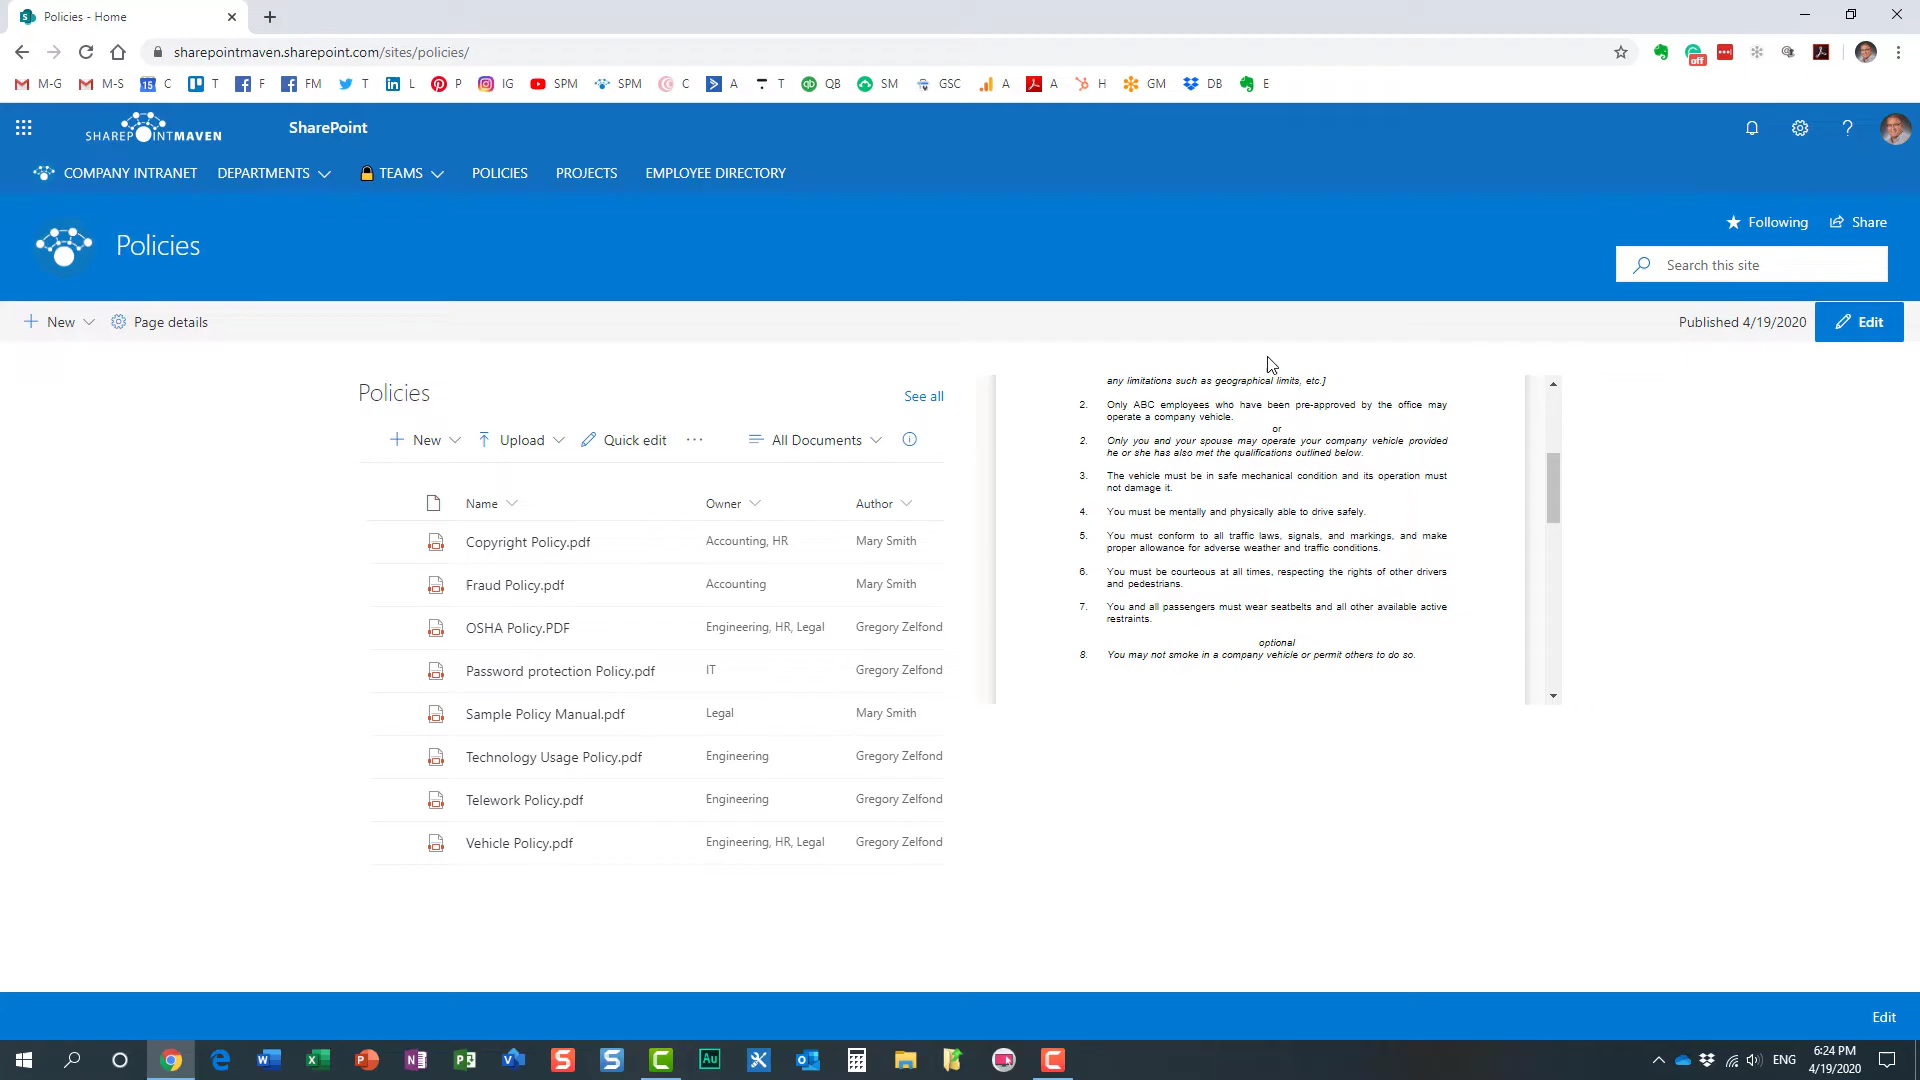 Policies - Home
sharepointmaven.sharepoint.com/sites/policies/
off
M-G M-S 15 C T F FM T L P IG SPM SPM C A T QB SM GSC A A H GM DB E
SHAREPOINTMAVEN SharePoint
COMPANY INTRANET DEPARTMENTS TEAMS POLICIES PROJECTS EMPLOYEE DIRECTORY
Following Share
Policies
Search this site
New Page details Published 4/19/2020 Edit
Policies See all
New Upload Quick edit All Documents
Name Owner Author
Copyright Policy.pdf Accounting, HR Mary Smith
Fraud Policy.pdf Accounting Mary Smith
OSHA Policy.PDF Engineering, HR, Legal Gregory Zelfond
Password protection Policy.pdf IT Gregory Zelfond
Sample Policy Manual.pdf Legal Mary Smith
Technology Usage Policy.pdf Engineering Gregory Zelfond
Telework Policy.pdf Engineering Gregory Zelfond
Vehicle Policy.pdf Engineering, HR, Legal Gregory Zelfond
any limitations such as geographical limits, etc.]
2. Only ABC employees who have been pre-approved by the office may
operate a company vehicle.
or
2. Only you and your spouse may operate your company vehicle provided
he or she has also met the qualifications outlined below.
3. The vehicle must be in safe mechanical condition and its operation must
not damage it.
4. You must be mentally and physically able to drive safely.
5. You must conform to all traffic laws, signals, and markings, and make
proper allowance for adverse weather and traffic conditions.
6. You must be courteous at all times, respecting the rights of other drivers
and pedestrians.
7. You and all passengers must wear seatbelts and all other available active
restraints.
optional
8. You may not smoke in a company vehicle or permit others to do so.
Edit
ENG
6:24 PM
4/19/2020